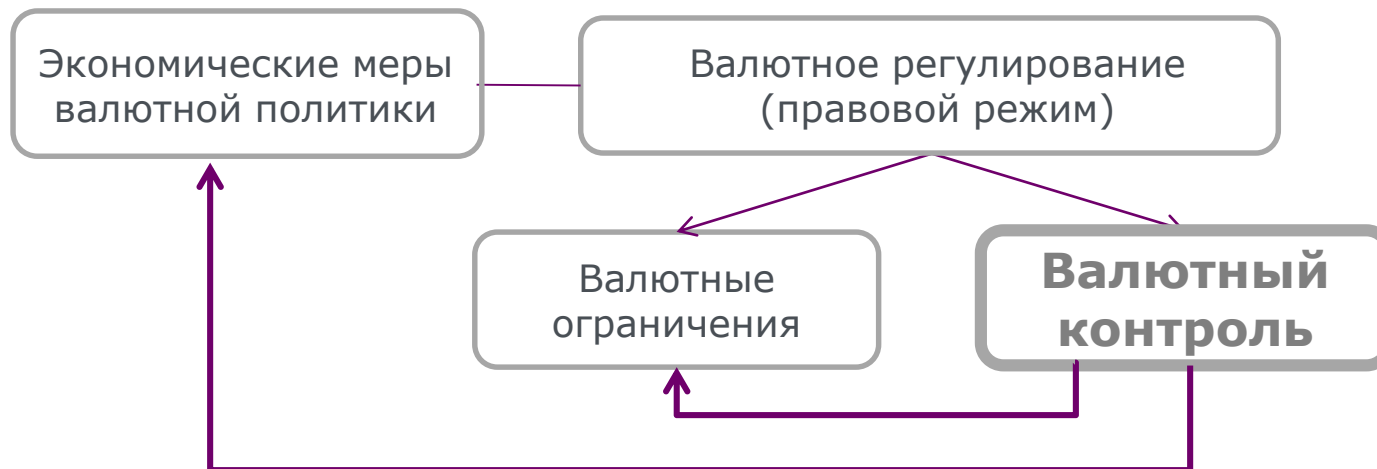 Экономические меры
валютной политики
Валютное регулирование
(правовой режим)
Валютные
ограничения
Валютный
контроль